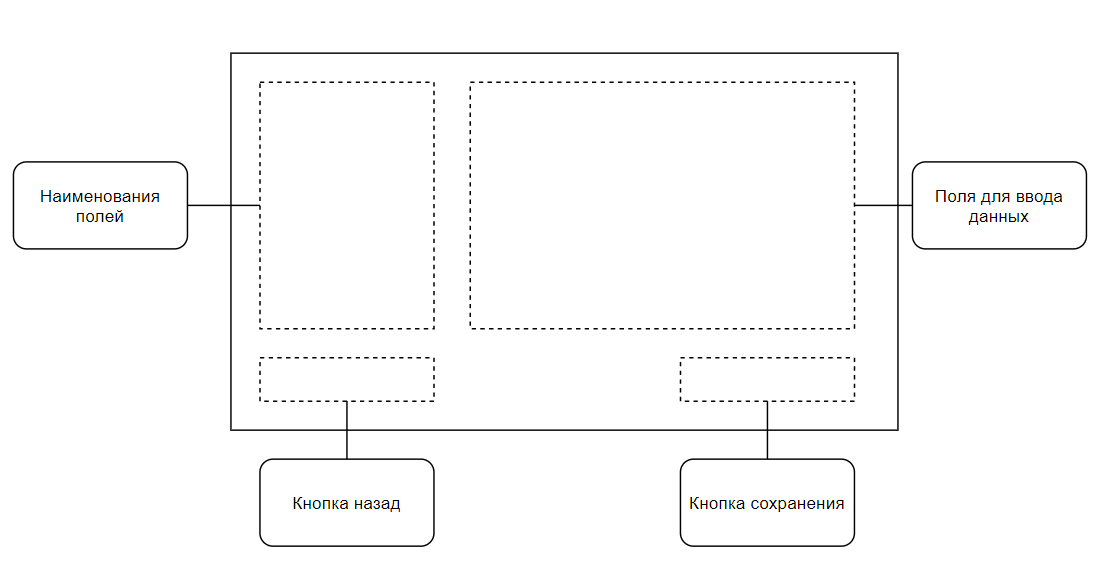 Наименования
полей
Поля для ввода
данных
Кнопка назад
Кнопка сохранения